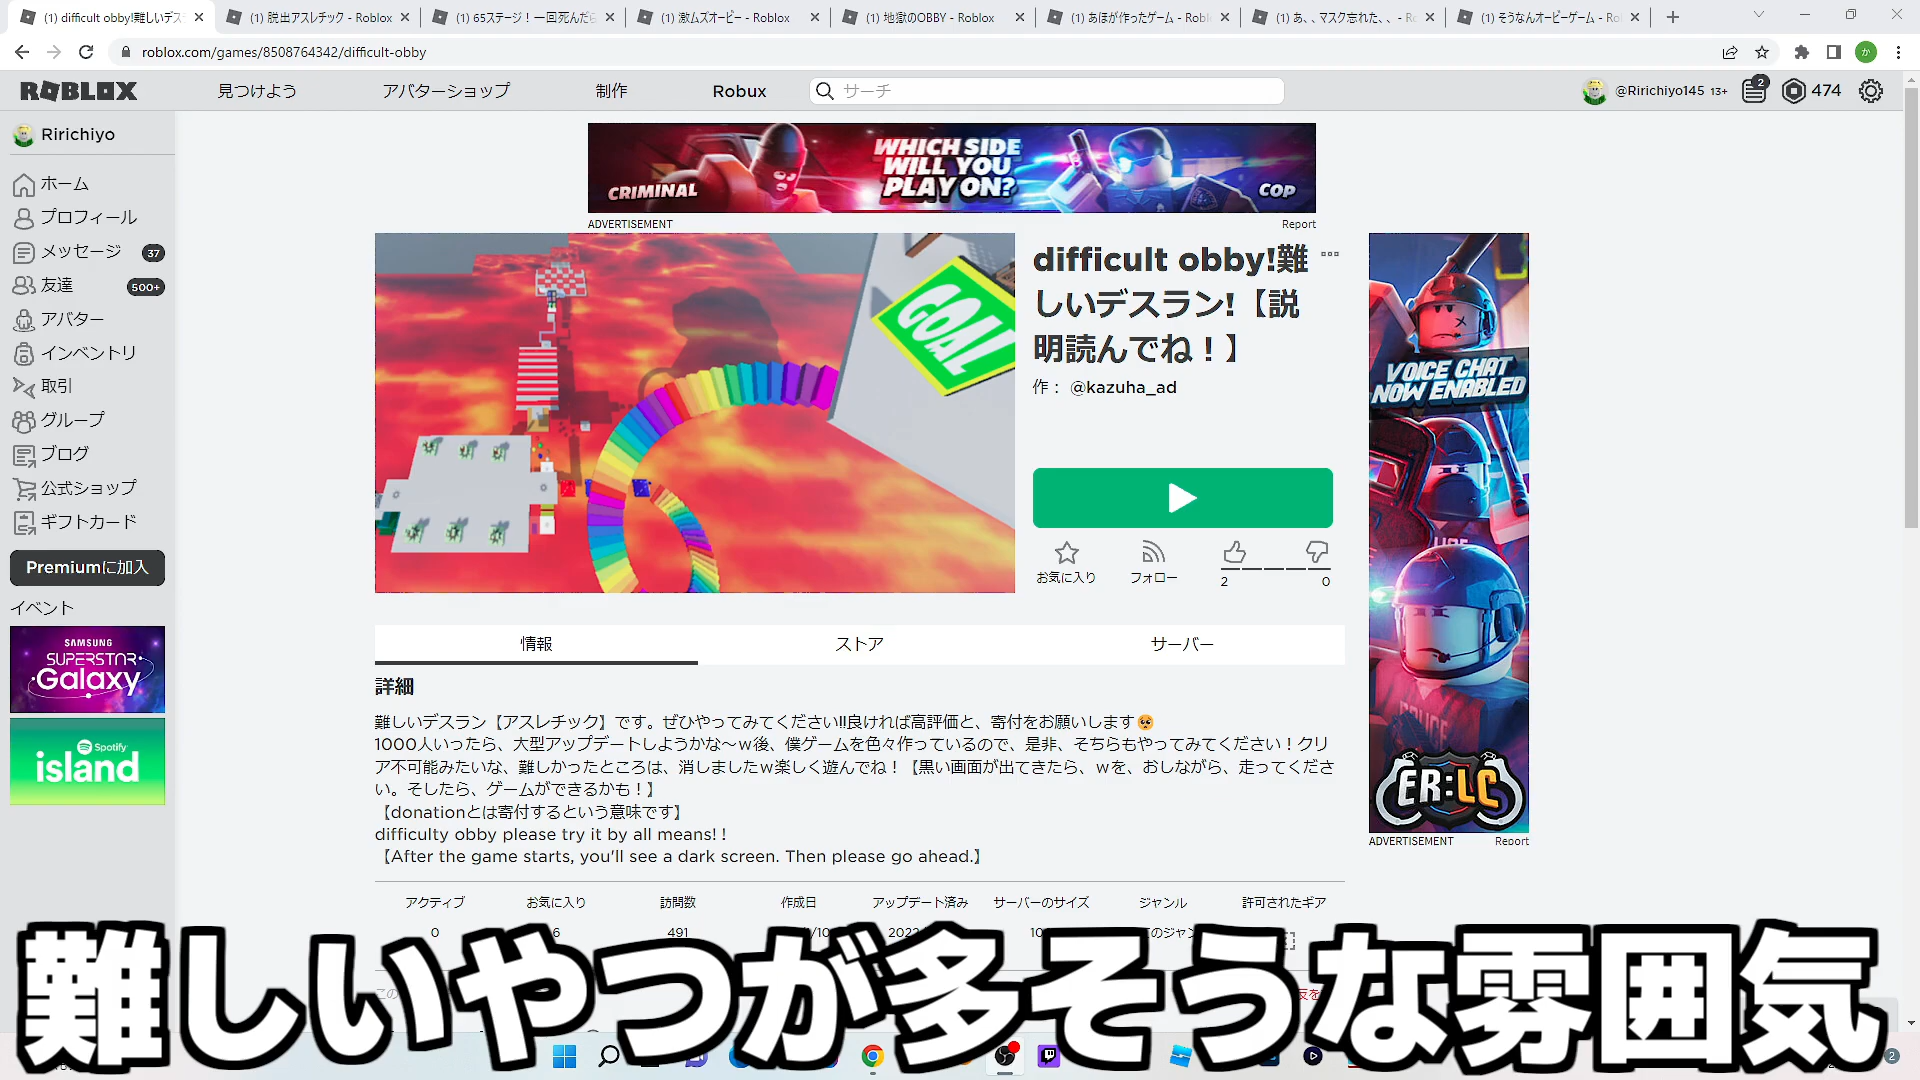 (1) difficult obby!難しいデス
(1) 脱出アスレチック - Roblox
(1) 65ステージ！一回死んだら
(1) 激ムズオービー - Roblox
(1) 地獄のOBBY - Roblox
(1) あほが作ったゲーム - Robl
(1) あ、、マスク忘れた、、 - Ro
(1) そうなんオービーゲーム - Ro
roblox.com/games/8508764342/difficult-obby
か
ROBLOX
見つけよう
アバターショップ
制作
Robux
サーチ
@Ririchiyo145 13+
2
474
Ririchiyo
ホーム
プロフィール
メッセージ 37
友達 500+
アバター
インベントリ
取引
グループ
ブログ
公式ショップ
ギフトカード
Premiumに加入
イベント
SAMSUNG
SUPERSTAR
Galaxy
Spotify
island
CRIMINAL
WHICH SIDE
WILL YOU
PLAY ON?
COP
ADVERTISEMENT
Report
GOAL
difficult obby!難
しいデスラン!【説
明読んでね！】
作： @kazuha_ad
お気に入り
フォロー
2
0
VOICE CHAT
NOW ENABLED
ER:LC
ADVERTISEMENT
Report
情報
ストア
サーバー
詳細
難しいデスラン【アスレチック】です。ぜひやってみてください!!良ければ高評価と、寄付をお願いします🥺
1000人いったら、大型アップデートしようかな～w後、僕ゲームを色々作っているので、是非、そちらもやってみてください！クリ
ア不可能みたいな、難しかったところは、消しましたw楽しく遊んでね！【黒い画面が出てきたら、wを、おしながら、走ってくださ
い。そしたら、ゲームができるかも！】
【donationとは寄付するという意味です】
difficulty obby please try it by all means! !
【After the game starts, you'll see a dark screen. Then please go ahead.】
アクティブ
お気に入り
訪問数
作成日
アップデート済み
サーバーのサイズ
ジャンル
許可されたギア
0
6
491
難しいやつが多そうな雰囲気
2